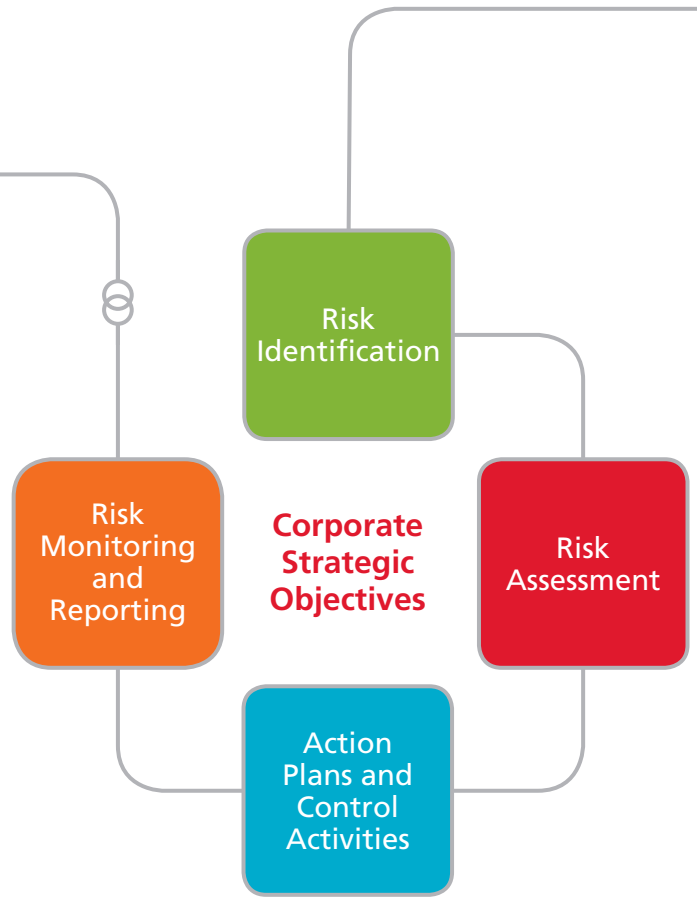 Risk
Identification
Risk
Monitoring
and
Reporting
Corporate
Strategic
Objectives
Risk
Assessment
Action
Plans and
Control
Activities